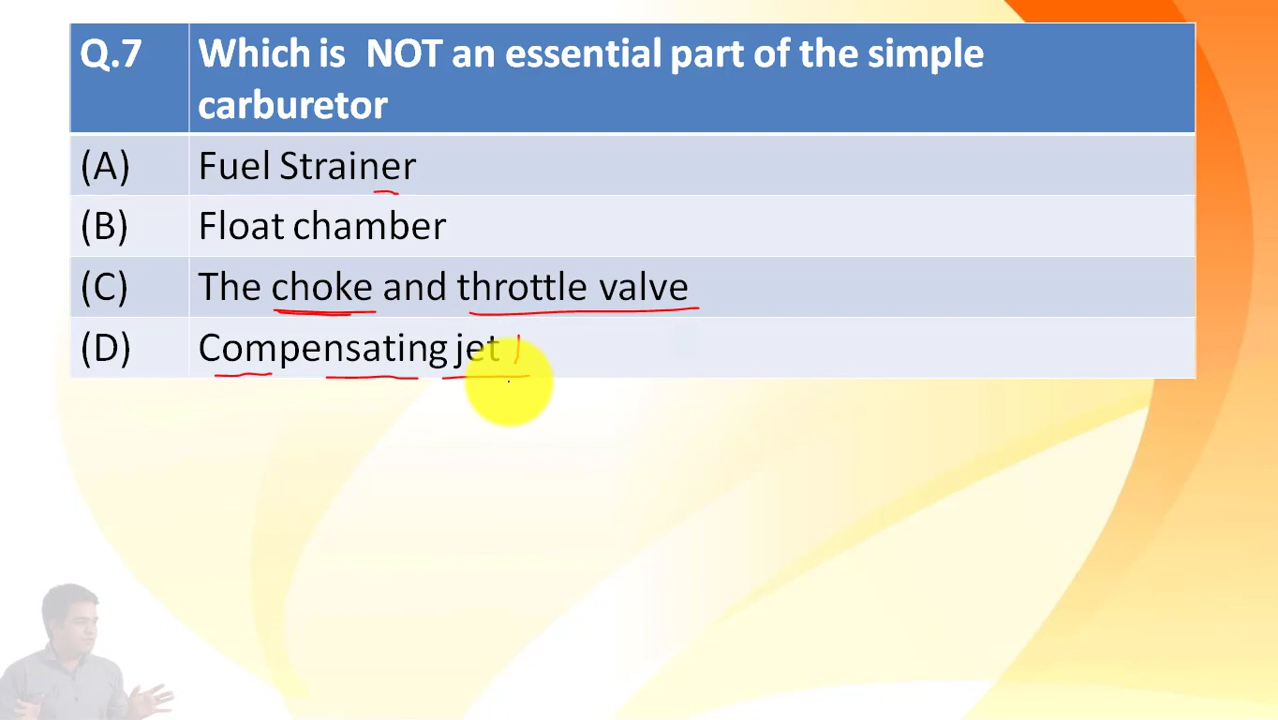 Q.7 Which is NOT an essential part of the simple
carburetor
(A) Fuel Strainer
(B) Float chamber
(C) The choke and throttle valve
(D) Compensating jet